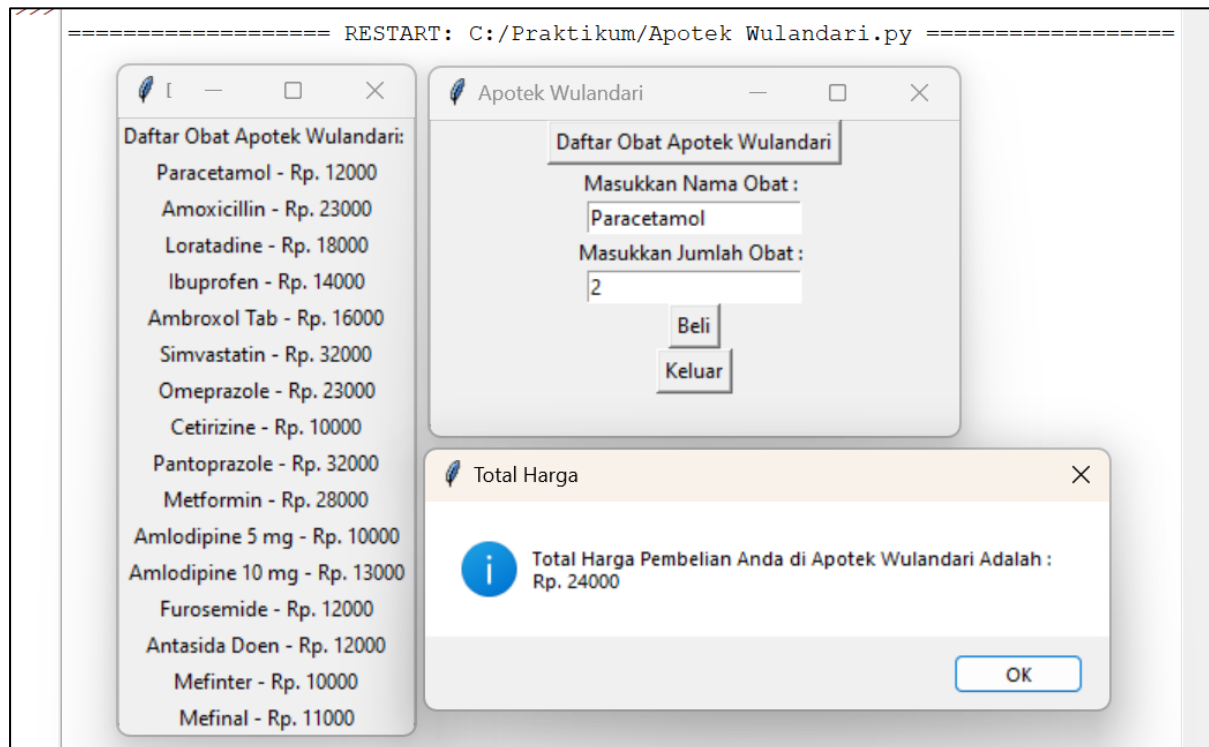 =================== RESTART: C:/Praktikum/Apotek Wulandari.py ==================
Daftar Obat Apotek Wulandari:
Paracetamol - Rp. 12000
Amoxicillin - Rp. 23000
Loratadine - Rp. 18000
Ibuprofen - Rp. 14000
Ambroxol Tab - Rp. 16000
Simvastatin - Rp. 32000
Omeprazole - Rp. 23000
Cetirizine - Rp. 10000
Pantoprazole - Rp. 32000
Metformin - Rp. 28000
Amlodipine 5 mg - Rp. 10000
Amlodipine 10 mg - Rp. 13000
Furosemide - Rp. 12000
Antasida Doen - Rp. 12000
Mefinter - Rp. 10000
Mefinal - Rp. 11000
Apotek Wulandari
Daftar Obat Apotek Wulandari
Masukkan Nama Obat :
Paracetamol
Masukkan Jumlah Obat :
2
Beli
Keluar
Total Harga
Total Harga Pembelian Anda di Apotek Wulandari Adalah :
Rp. 24000
OK